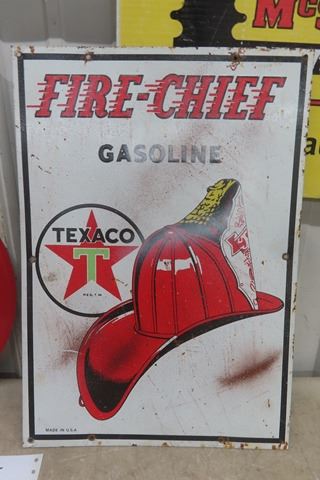 FIRE-CHIEF
GASOLINE
TEXACO
T
REG. T.M.
MADE IN U.S.A.